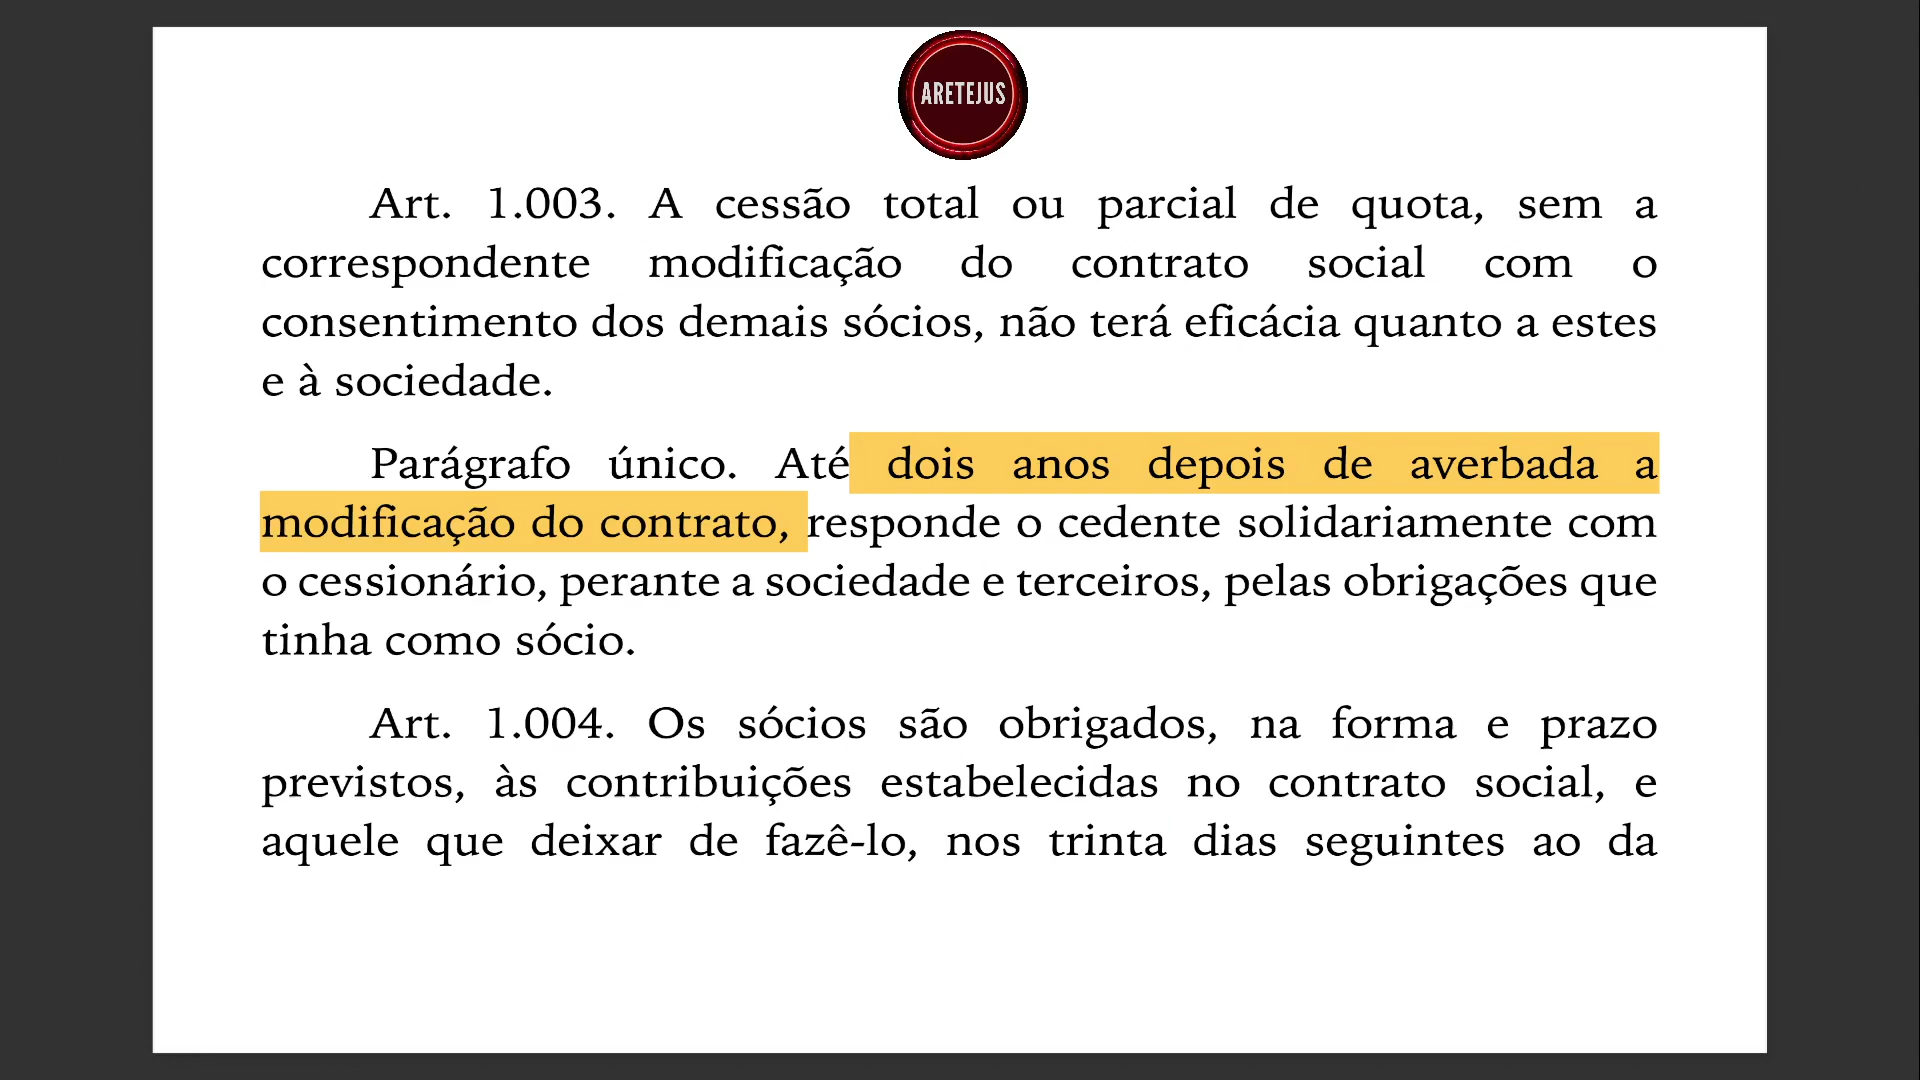 ARETEJUS
Art. 1.003. A cessão total ou parcial de quota, sem a
correspondente modificação do contrato social com o
consentimento dos demais sócios, não terá eficácia quanto a estes
e à sociedade.
Parágrafo único. Até dois anos depois de averbada a
modificação do contrato, responde o cedente solidariamente com
o cessionário, perante a sociedade e terceiros, pelas obrigações que
tinha como sócio.
Art. 1.004. Os sócios são obrigados, na forma e prazo
previstos, às contribuições estabelecidas no contrato social, e
aquele que deixar de fazê-lo, nos trinta dias seguintes ao da